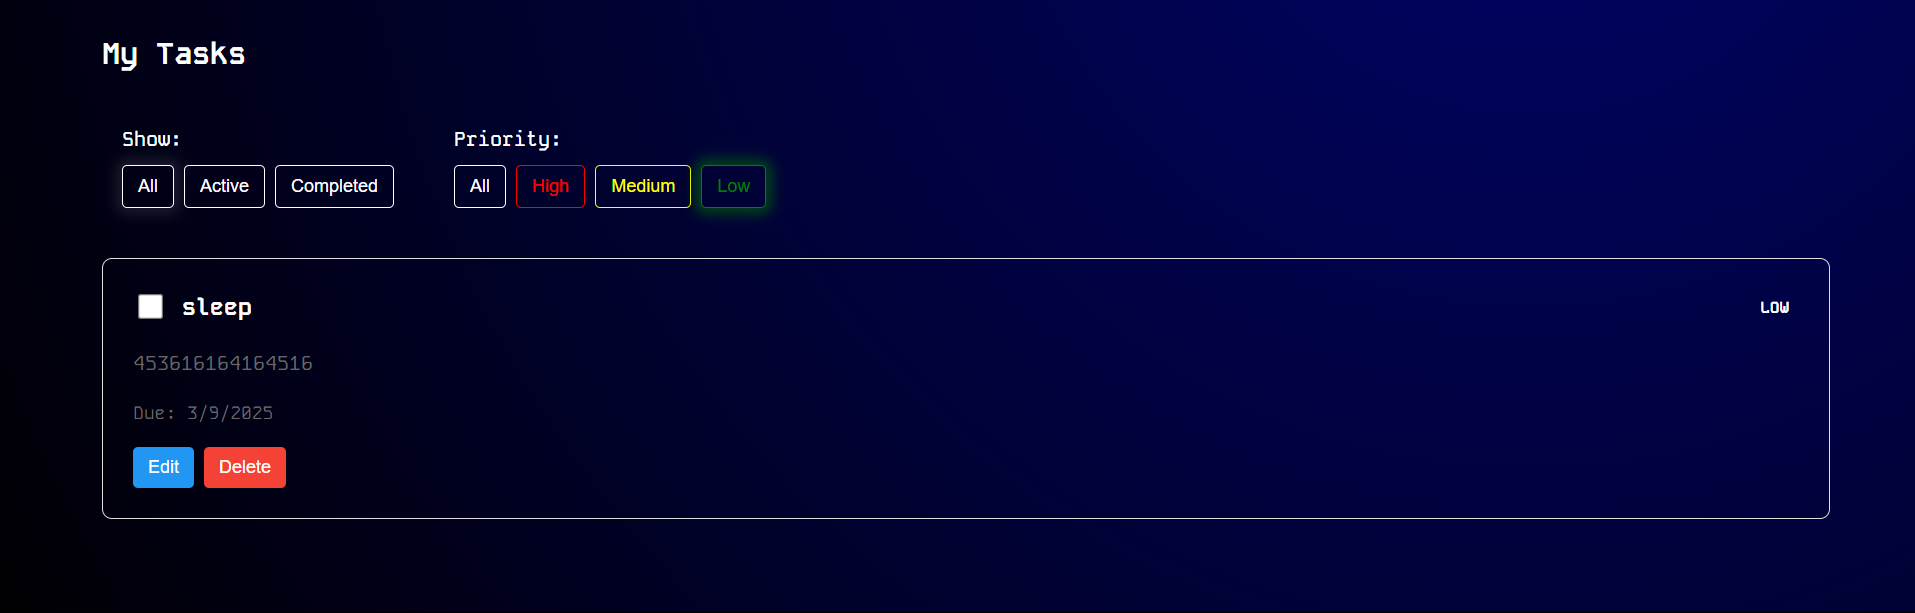 My Tasks
Show:
Priority:
All Active Completed
All High Medium Low
sleep
LOW
453616164164516
Due: 3/9/2025
Edit Delete